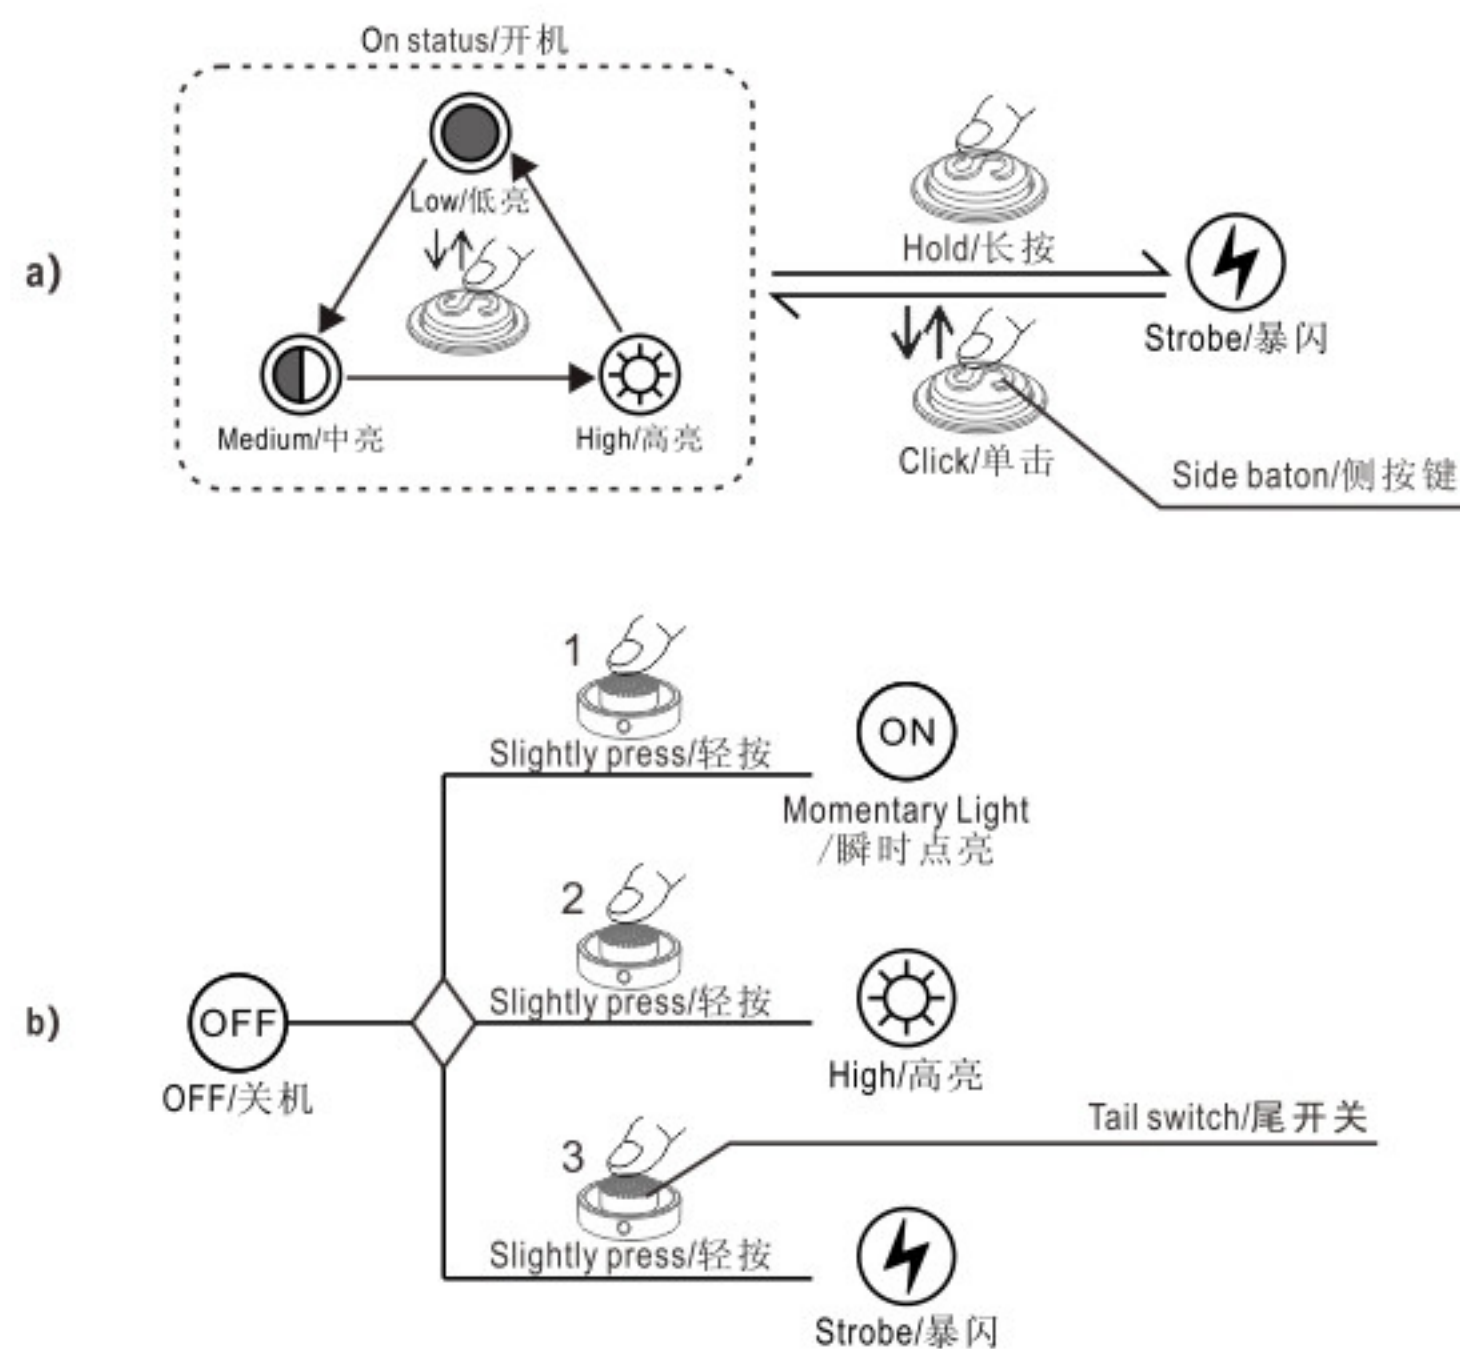 On status/开机
Low/低亮
a)
Hold/长按
Strobe/暴闪
Medium/中亮
High/高亮
Click/单击
Side baton/侧按键
1
Slightly press/轻按
ON
Momentary Light
/瞬时点亮
2
Slightly press/轻按
b)
OFF
OFF/关机
High/高亮
Tail switch/尾开关
3
Slightly press/轻按
Strobe/暴闪